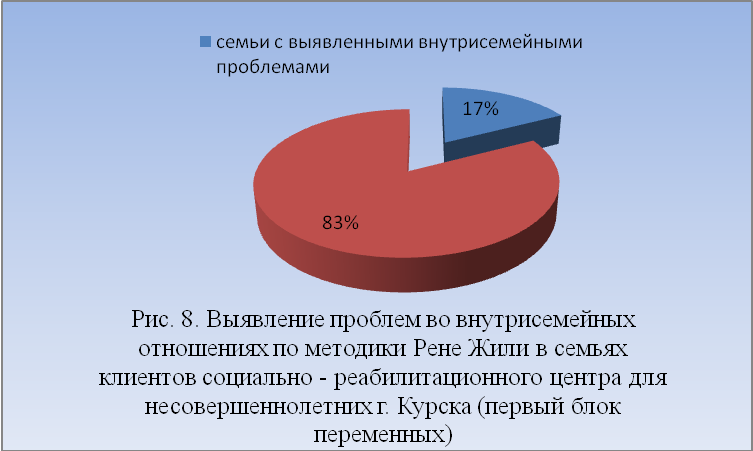 семьи с выявленными внутрисемейными
проблемами
17%
83%
Рис. 8. Выявление проблем во внутрисемейных
отношениях по методики Рене Жили в семьях
клиентов социально - реабилитационного центра для
несовершеннолетних г. Курска (первый блок
переменных)